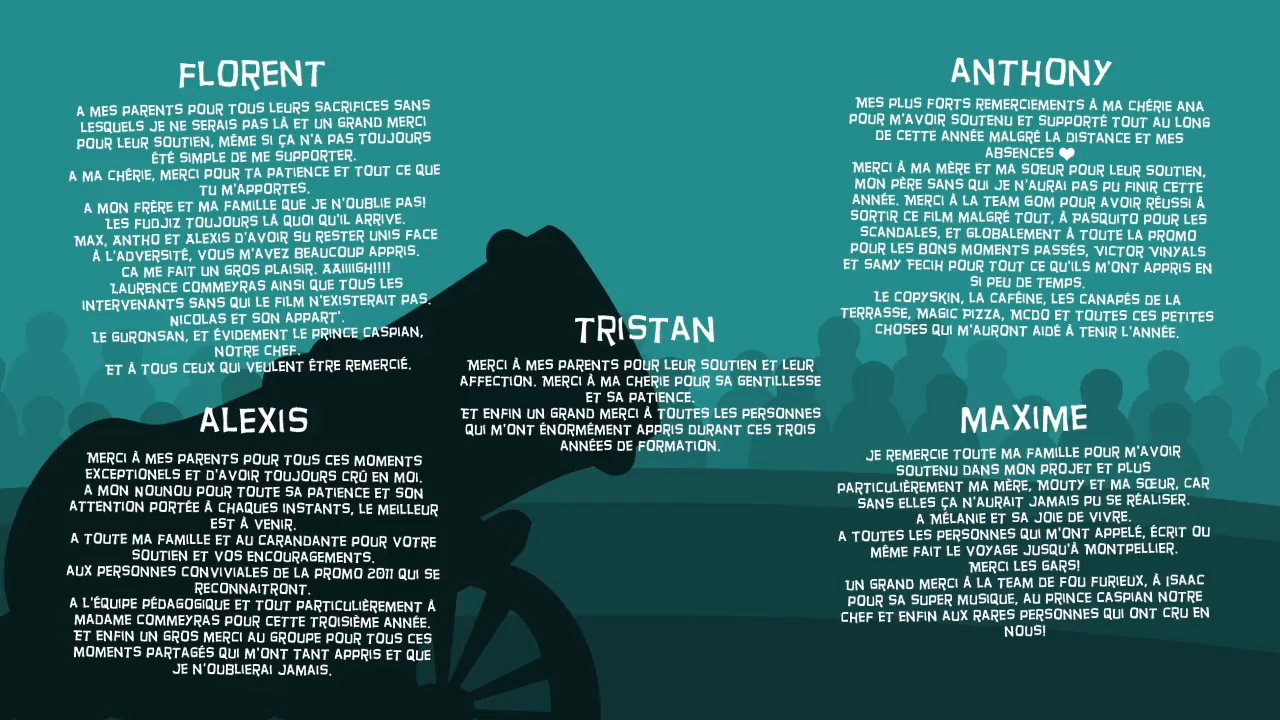 FLORENT
A MES PARENTS POUR TOUS LEURS SACRIFICES SANS
LESQUELS JE NE SERAIS PAS LÀ ET UN GRAND MERCI
POUR LEUR SOUTIEN, MÊME SI ÇA N'A PAS TOUJOURS
ÉTÉ SIMPLE DE ME SUPPORTER.
A MA CHÉRIE, MERCI POUR TA PATIENCE ET TOUT CE QUE
TU M'APPORTES.
A MON FRÈRE ET MA FAMILLE QUE JE N'OUBLIE PAS!
LES FUDJIZ TOUJOURS LÀ QUOI QU'IL ARRIVE.
MAX, ANTHO ET ALEXIS D'AVOIR SU RESTER UNIS FACE
À L'ADVERSITÉ, VOUS M'AVEZ BEAUCOUP APPRIS.
CA ME FAIT UN GROS PLAISIR. AAIIIIGH!!!!
LAURENCE COMMEYRAS AINSI QUE TOUS LES
INTERVENANTS SANS QUI LE FILM N'EXISTERAIT PAS.
NICOLAS ET SON APPART'.
LE GURONSAN, ET ÉVIDEMENT LE PRINCE CASPIAN,
NOTRE CHEF.
ET À TOUS CEUX QUI VEULENT ÊTRE REMERCIÉ.
ANTHONY
MES PLUS FORTS REMERCIEMENTS À MA CHÉRIE ANA
POUR M'AVOIR SOUTENU ET SUPPORTÉ TOUT AU LONG
DE CETTE ANNÉE MALGRÉ LA DISTANCE ET MES
ABSENCES ❤
MERCI À MA MÈRE ET MA SOEUR POUR LEUR SOUTIEN,
MON PÈRE SANS QUI JE N'AURAI PAS PU FINIR CETTE
ANNÉE. MERCI À LA TEAM GOM POUR AVOIR RÉUSSI À
SORTIR CE FILM MALGRÉ TOUT, À PASQUITO POUR LES
SCANDALES, ET GLOBALEMENT À TOUTE LA PROMO
POUR LES BONS MOMENTS PASSÉS, VICTOR VINYALS
ET SAMY FECIH POUR TOUT CE QU'ILS M'ONT APPRIS EN
SI PEU DE TEMPS.
LE COPYSKIN, LA CAFÉINE, LES CANAPÉS DE LA
TERRASSE, MAGIC PIZZA, MCDO ET TOUTES CES PETITES
CHOSES QUI M'AURONT AIDÉ À TENIR L'ANNÉE.
TRISTAN
MERCI À MES PARENTS POUR LEUR SOUTIEN ET LEUR
AFFECTION. MERCI À MA CHERIE POUR SA GENTILLESSE
ET SA PATIENCE.
ET ENFIN UN GRAND MERCI À TOUTES LES PERSONNES
QUI M'ONT ÉNORMÉMENT APPRIS DURANT CES TROIS
ANNÉES DE FORMATION.
ALEXIS
MERCI À MES PARENTS POUR TOUS CES MOMENTS
EXCEPTIONELS ET D'AVOIR TOUJOURS CRÛ EN MOI.
A MON NOUNOU POUR TOUTE SA PATIENCE ET SON
ATTENTION PORTÉE À CHAQUES INSTANTS, LE MEILLEUR
EST À VENIR.
A TOUTE MA FAMILLE ET AU CARANDANTE POUR VOTRE
SOUTIEN ET VOS ENCOURAGEMENTS.
AUX PERSONNES CONVIVIALES DE LA PROMO 2011 QUI SE
RECONNAITRONT.
A L'ÉQUIPE PÉDAGOGIQUE ET TOUT PARTICULIÈREMENT À
MADAME COMMEYRAS POUR CETTE TROISIÈME ANNÉE.
ET ENFIN UN GROS MERCI AU GROUPE POUR TOUS CES
MOMENTS PARTAGÉS QUI M'ONT TANT APPRIS ET QUE
JE N'OUBLIERAI JAMAIS.
MAXIME
JE REMERCIE TOUTE MA FAMILLE POUR M'AVOIR
SOUTENU DANS MON PROJET ET PLUS
PARTICULIÈREMENT MA MÈRE, MOUTY ET MA SŒUR, CAR
SANS ELLES ÇA N'AURAIT JAMAIS PU SE RÉALISER.
A MÉLANIE ET SA JOIE DE VIVRE.
A TOUTES LES PERSONNES QUI M'ONT APPELÉ, ÉCRIT OU
MÊME FAIT LE VOYAGE JUSQU'À MONTPELLIER.
MERCI LES GARS!
UN GRAND MERCI À LA TEAM DE FOU FURIEUX, À ISAAC
POUR SA SUPER MUSIQUE, AU PRINCE CASPIAN NOTRE
CHEF ET ENFIN AUX RARES PERSONNES QUI ONT CRU EN
NOUS!